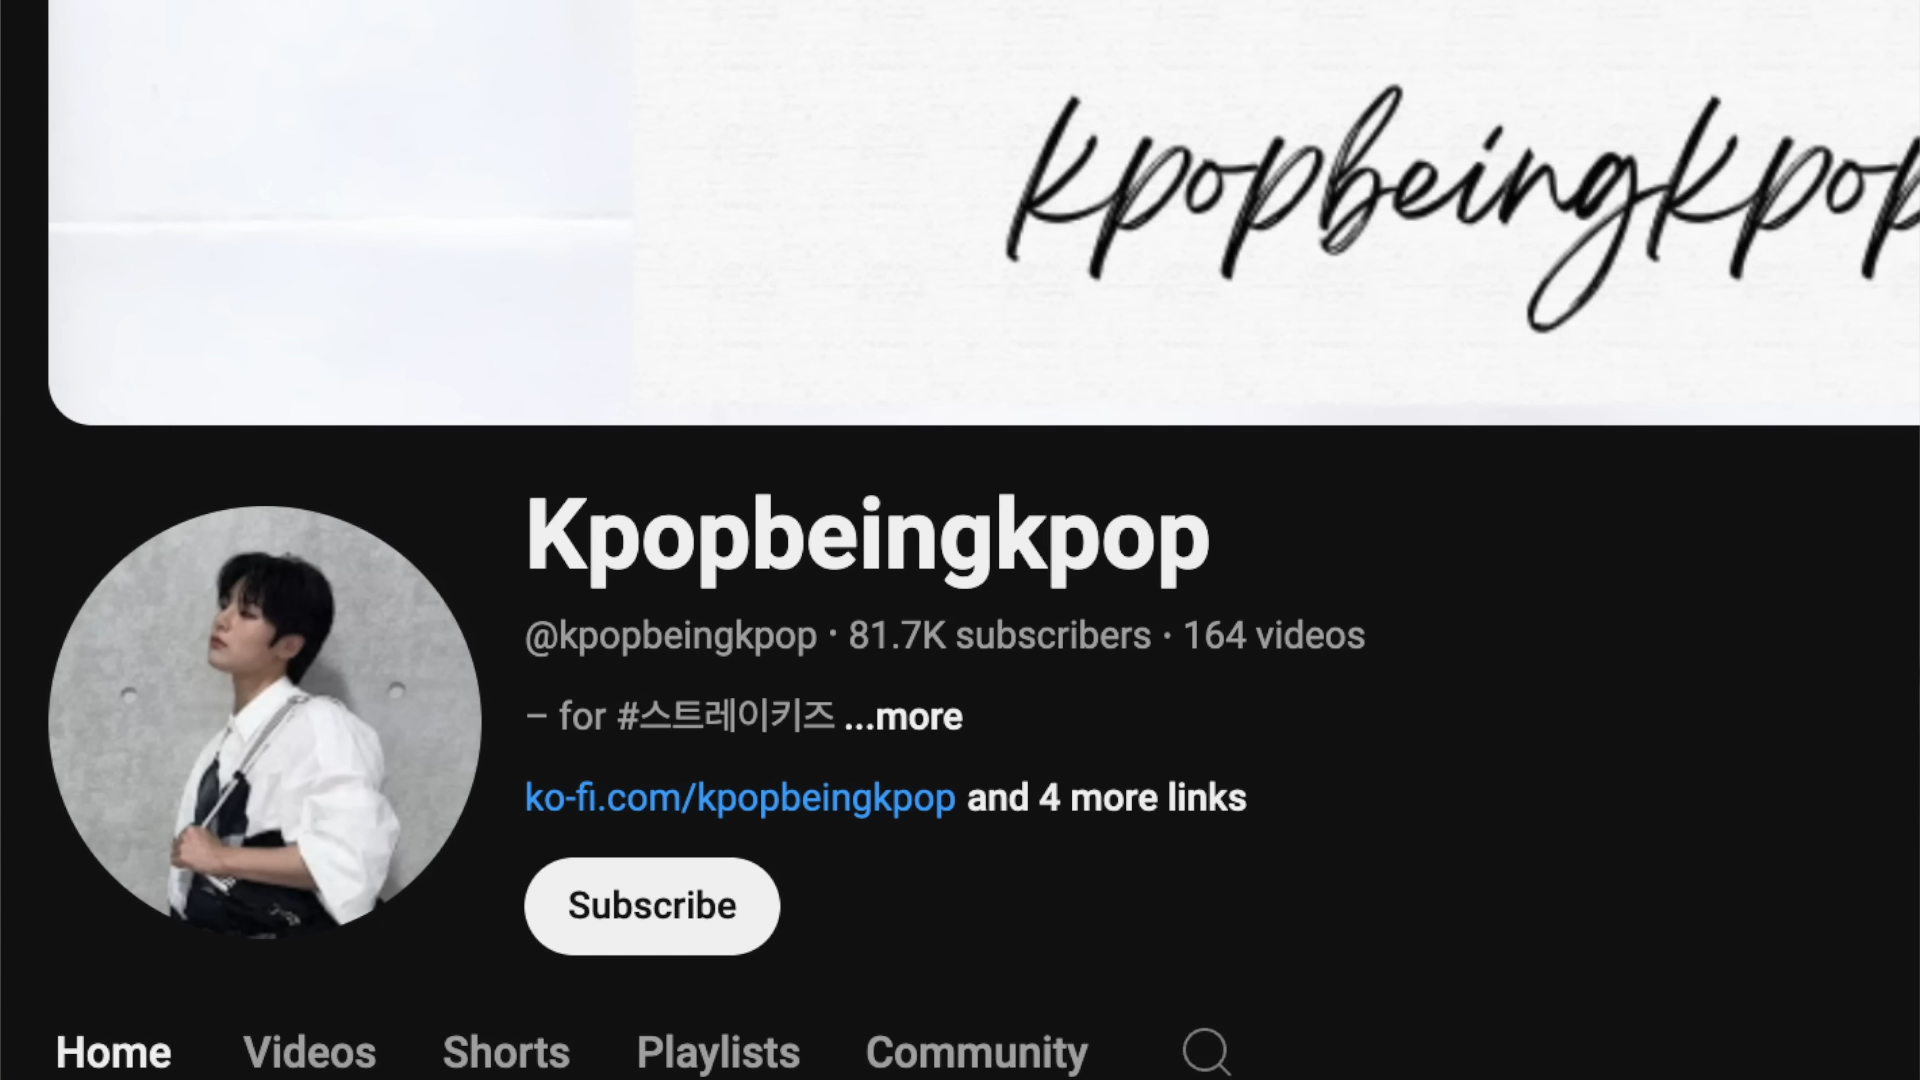 kpopbeingkpop
Kpopbeingkpop
@kpopbeingkpop · 81.7K subscribers · 164 videos
– for #스트레이키즈 ...more
ko-fi.com/kpopbeingkpop and 4 more links
Subscribe
Home Videos Shorts Playlists Community